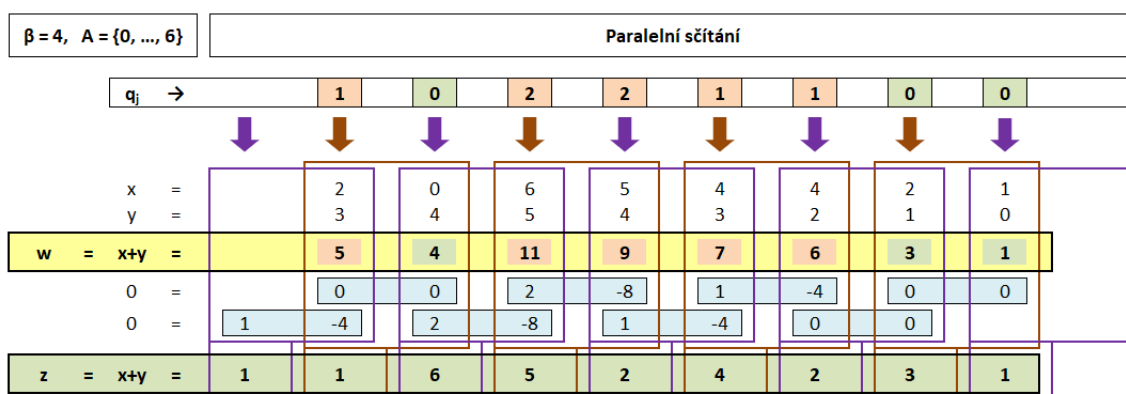 β = 4, A = {0, ..., 6} Paralelní sčítání
qj → 1 0 2 2 1 1 0 0
x = 2 0 6 5 4 4 2 1
y = 3 4 5 4 3 2 1 0
w = x+y = 5 4 11 9 7 6 3 1
0 = 0 0 2 -8 1 -4 0 0
0 = 1 -4 2 -8 1 -4 0 0
z = x+y = 1 1 6 5 2 4 2 3 1